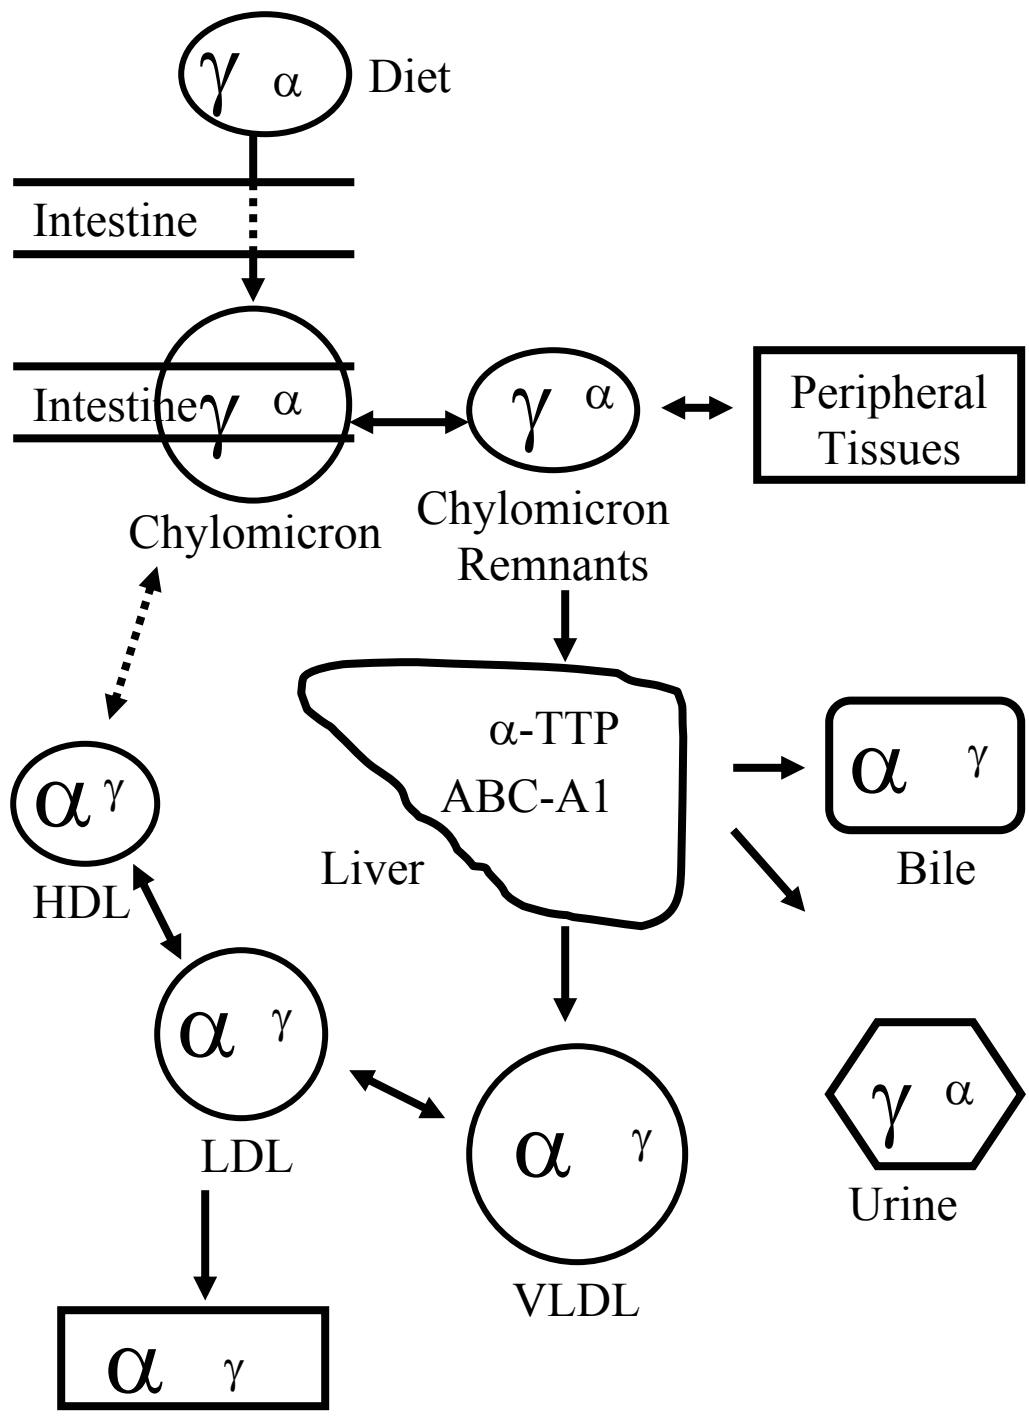 γ α Diet
Intestine
Intestine γ α
Chylomicron
γ α
Chylomicron
Remnants
Peripheral
Tissues
α-TTP
ABC-A1
Liver
α γ
Bile
α γ
HDL
α γ
LDL
α γ
VLDL
γ α
Urine
α γ